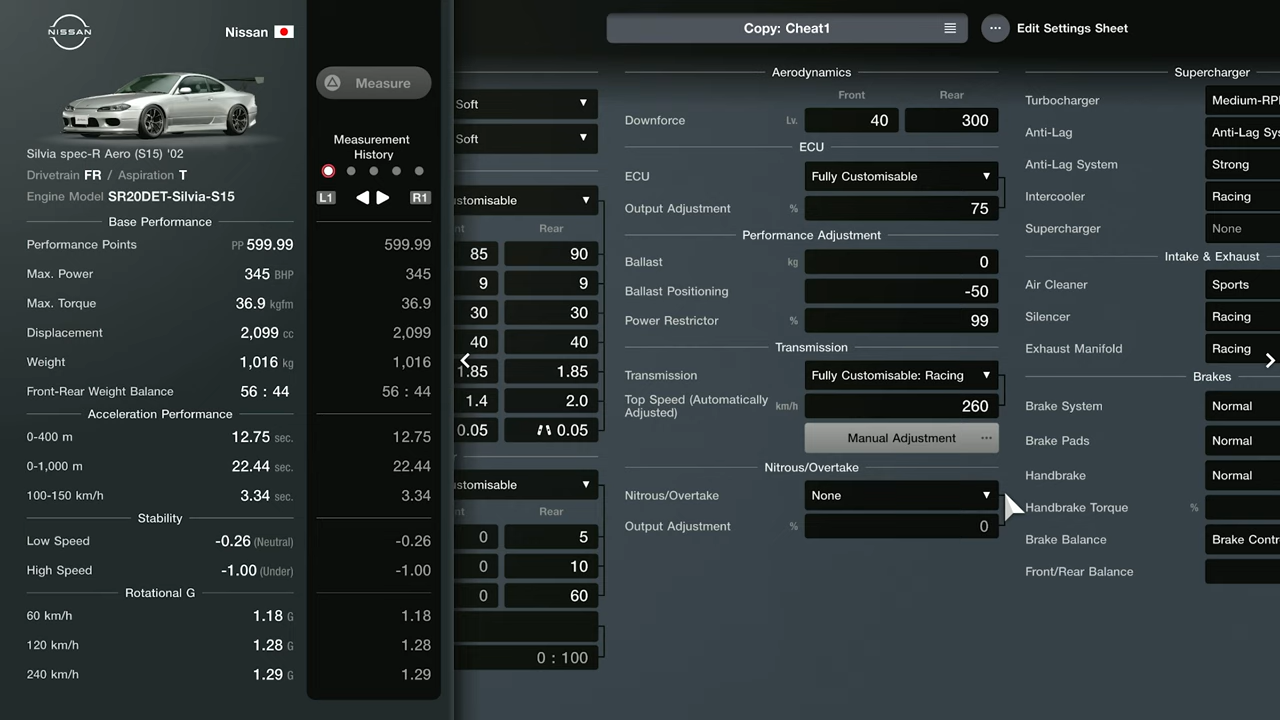 NISSAN
Nissan
Silvia spec-R Aero (S15) '02
Drivetrain FR / Aspiration T
Engine Model SR20DET-Silvia-S15
Base Performance
Performance Points PP 599.99
Max. Power 345 BHP
Max. Torque 36.9 kgfm
Displacement 2,099 cc
Weight 1,016 kg
Front-Rear Weight Balance 56 : 44
Acceleration Performance
0-400 m 12.75 sec.
0-1,000 m 22.44 sec.
100-150 km/h 3.34 sec.
Stability
Low Speed -0.26 (Neutral)
High Speed -1.00 (Under)
Rotational G
60 km/h 1.18 G
120 km/h 1.28 G
240 km/h 1.29 G
Measure
Measurement
History
L1 R1
599.99
345
36.9
2,099
1,016
56 : 44
12.75
22.44
3.34
-0.26
-1.00
1.18
1.28
1.29
Copy: Cheat1
Edit Settings Sheet
Soft
Soft
ustomisable
nt Rear
85 90
9 9
30 30
40 40
1.85 1.85
1.4 2.0
0.05 0.05
ustomisable
nt Rear
0 5
0 10
0 60
0 : 100
Aerodynamics
Front Rear
Downforce Lv. 40 300
ECU
ECU Fully Customisable
Output Adjustment % 75
Performance Adjustment
Ballast kg 0
Ballast Positioning -50
Power Restrictor % 99
Transmission
Transmission Fully Customisable: Racing
Top Speed (Automatically
Adjusted) km/h 260
Manual Adjustment
Nitrous/Overtake
Nitrous/Overtake None
Output Adjustment % 0
Supercharger
Turbocharger Medium-RP
Anti-Lag Anti-Lag Sy
Anti-Lag System Strong
Intercooler Racing
Supercharger None
Intake & Exhaust
Air Cleaner Sports
Silencer Racing
Exhaust Manifold Racing
Brakes
Brake System Normal
Brake Pads Normal
Handbrake Normal
Handbrake Torque %
Brake Balance Brake Contr
Front/Rear Balance